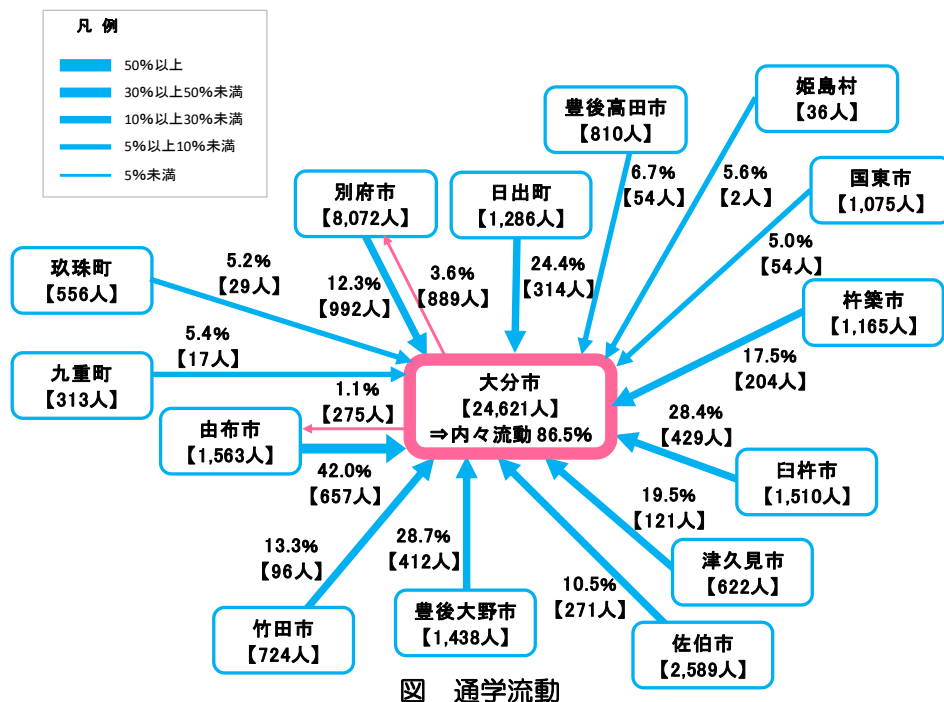 凡 例
50%以上
30%以上50%未満
10%以上30%未満
5%以上10%未満
5%未満
姫島村
【36人】
豊後高田市
【810人】
5.6%
【2人】
6.7%
【54人】
国東市
【1,075人】
別府市
【8,072人】
日出町
【1,286人】
5.0%
【54人】
玖珠町
【556人】
5.2%
【29人】
12.3%
【992人】
3.6%
【889人】
24.4%
【314人】
杵築市
【1,165人】
17.5%
【204人】
九重町
【313人】
5.4%
【17人】
大分市
【24,621人】
⇒内々流動 86.5%
1.1%
【275人】
由布市
【1,563人】
42.0%
【657人】
28.4%
【429人】
臼杵市
【1,510人】
19.5%
【121人】
津久見市
【622人】
13.3%
【96人】
28.7%
【412人】
10.5%
【271人】
竹田市
【724人】
豊後大野市
【1,438人】
佐伯市
【2,589人】
図 通学流動